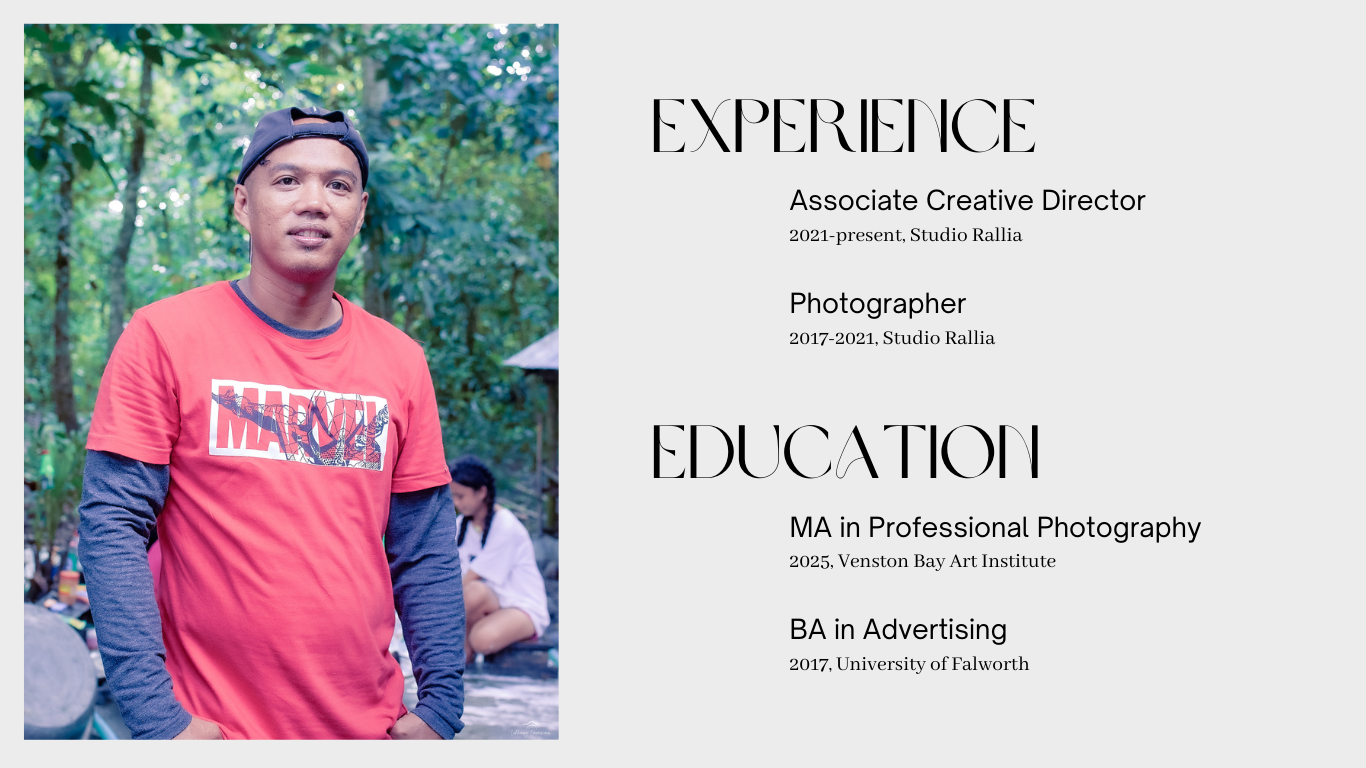 MARVEL
EXPERIENCE
Associate Creative Director
2021-present, Studio Rallia
Photographer
2017-2021, Studio Rallia
EDUCATION
MA in Professional Photography
2025, Venston Bay Art Institute
BA in Advertising
2017, University of Falworth